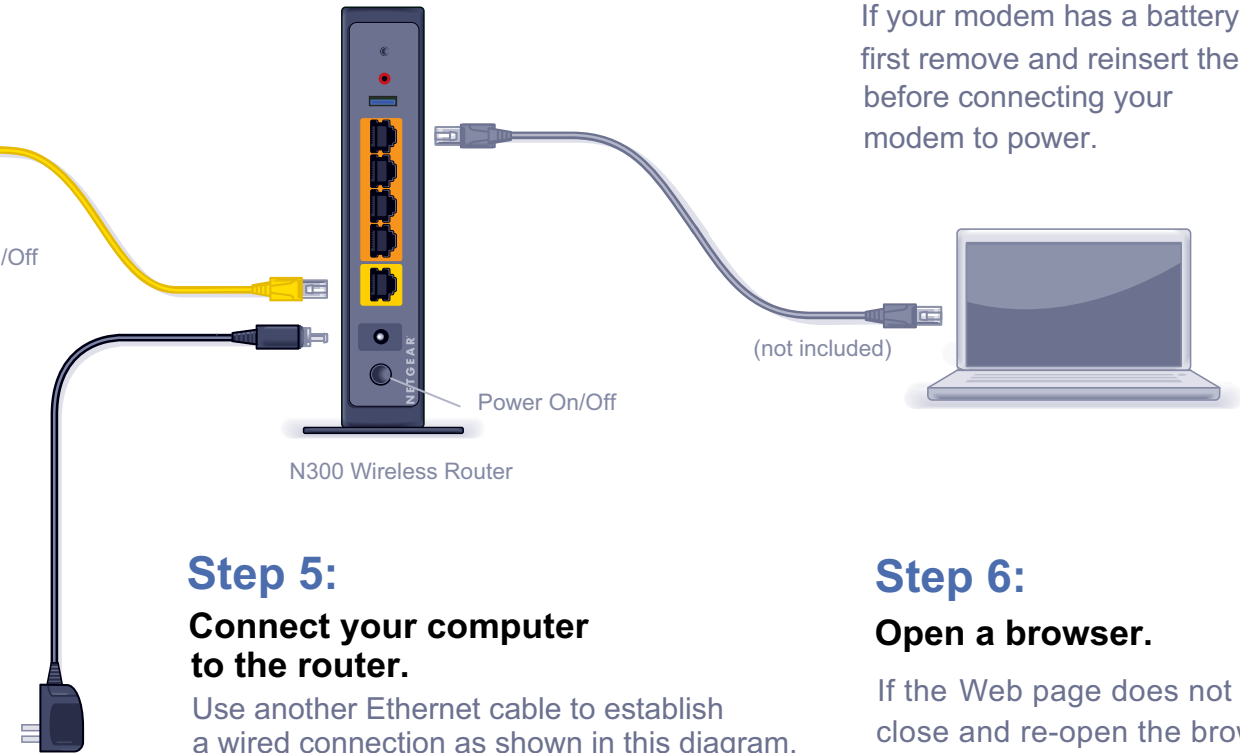 If your modem has a battery
first remove and reinsert the
before connecting your
modem to power.
/Off
(not included)
NETGEAR
Power On/Off
N300 Wireless Router
Step 5:
Connect your computer
to the router.
Use another Ethernet cable to establish
a wired connection as shown in this diagram.
Step 6:
Open a browser.
If the Web page does not
close and re-open the brow